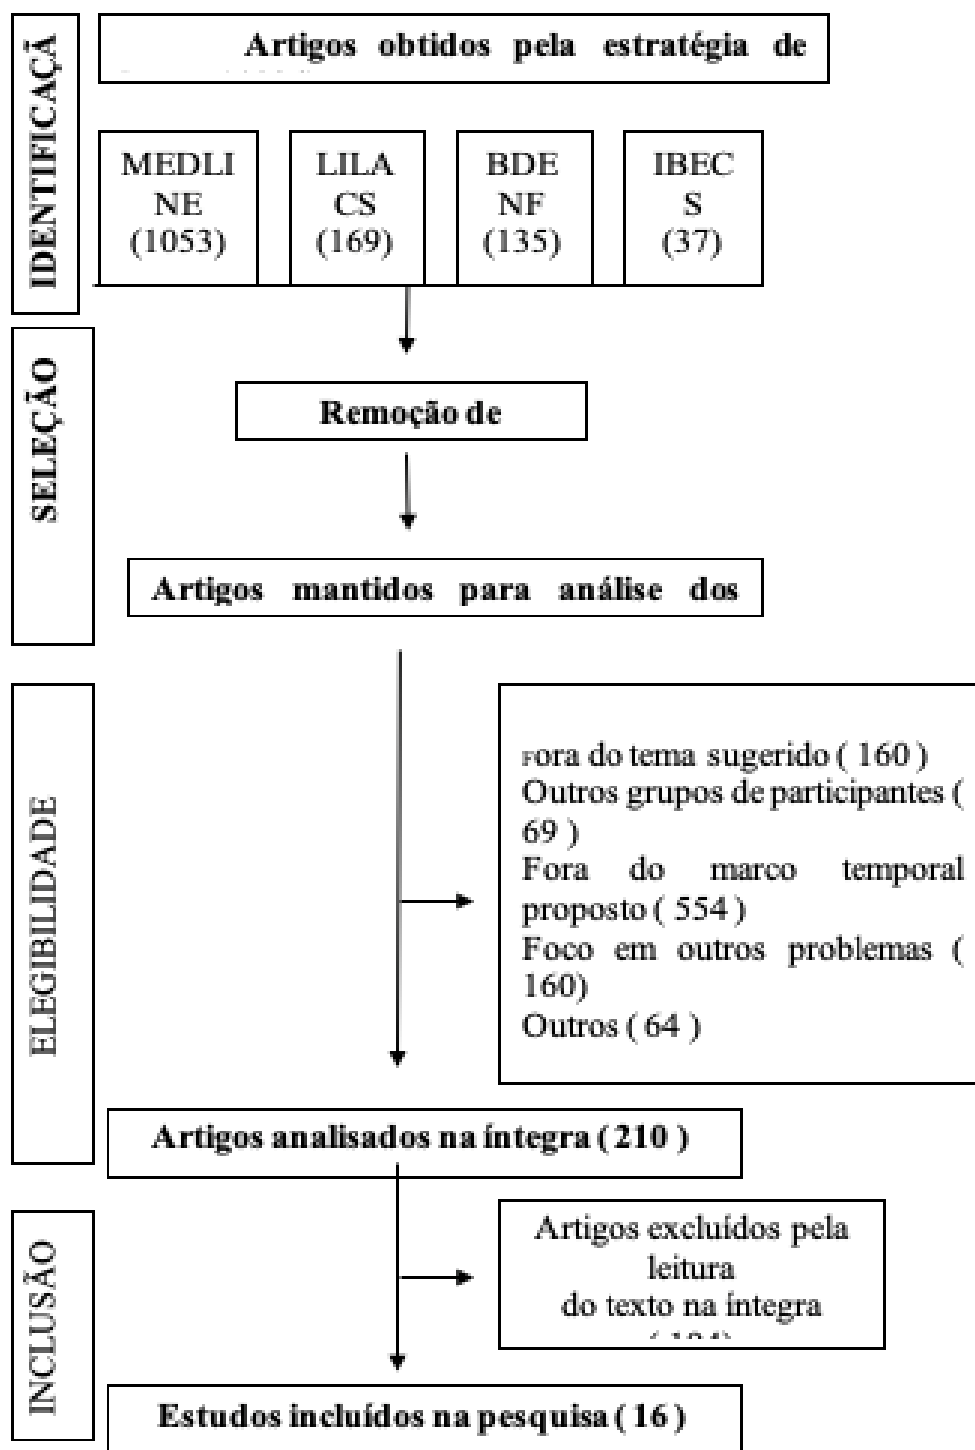 IDENTIFICAÇÃ
Artigos obtidos pela estratégia de
MEDLI
NE
(1053)
LILA
CS
(169)
BDE
NF
(135)
IBEC
S
(37)
SELEÇÃO
Remoção de
Artigos mantidos para análise dos
ELEGIBILIDADE
Fora do tema sugerido ( 160 )
Outros grupos de participantes (
69 )
Fora do marco temporal
proposto ( 554 )
Foco em outros problemas (
160)
Outros ( 64 )
Artigos analisados na íntegra ( 210 )
INCLUSÃO
Artigos excluídos pela
leitura
do texto na íntegra
Estudos incluídos na pesquisa ( 16 )